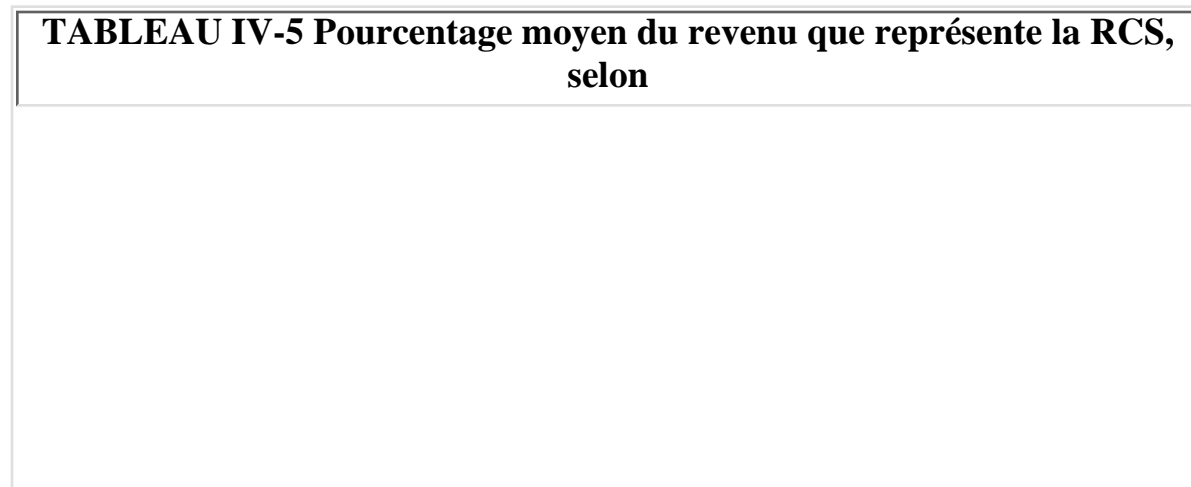 TABLEAU IV-5 Pourcentage moyen du revenu que représente la RCS,
selon